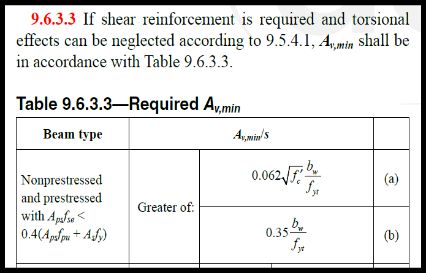 9.6.3.3 If shear reinforcement is required and torsional
effects can be neglected according to 9.5.4.1, Av,min shall be
in accordance with Table 9.6.3.3.
Table 9.6.3.3—Required Av,min
Beam type
Av,min/s
Nonprestressed
and prestressed
with Apsfse <
0.4(Apsfpu + Asfy)
Greater of:
0.062√fc′ bw/fyt
(a)
0.35 bw/fyt
(b)